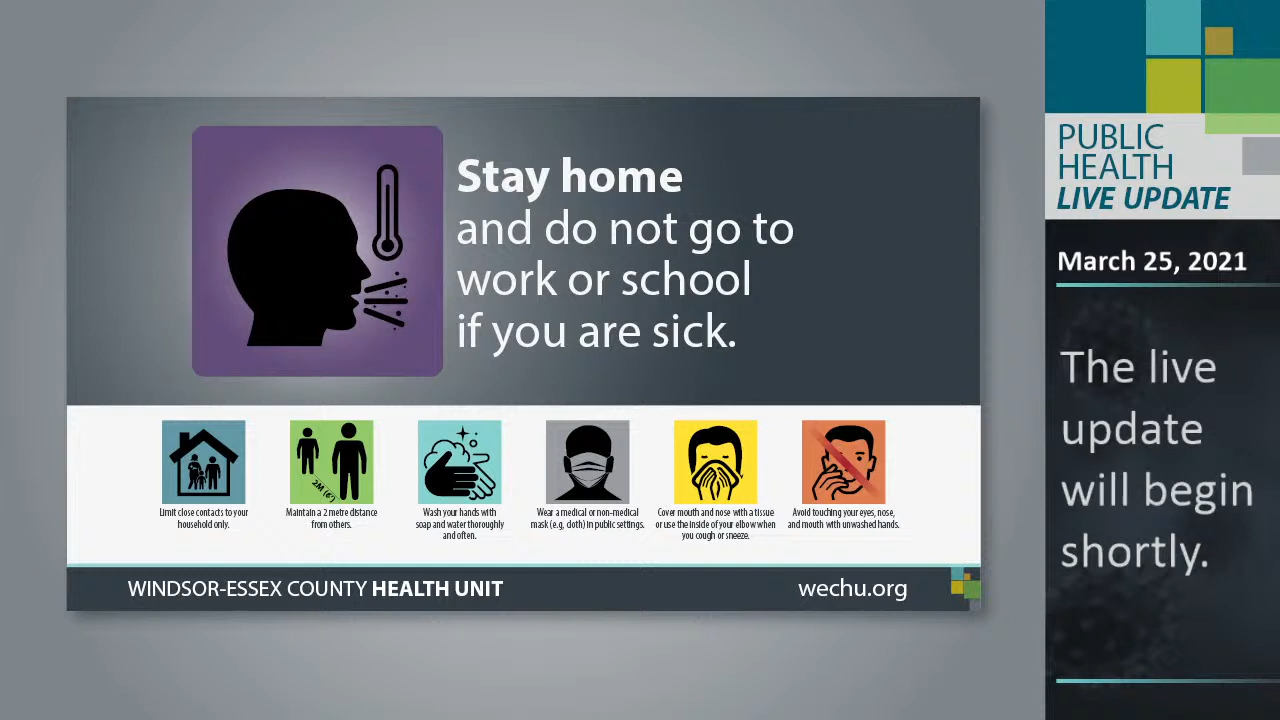 Stay home
and do not go to
work or school
if you are sick.
Limit close contacts to your
household only.
2M (6')
Maintain a 2 metre distance
from others.
Wash your hands with
soap and water thoroughly
and often.
Wear a medical or non-medical
mask (e.g, cloth) in public settings.
Cover mouth and nose with a tissue
or use the inside of your elbow when
you cough or sneeze.
Avoid touching your eyes, nose,
and mouth with unwashed hands.
WINDSOR-ESSEX COUNTY HEALTH UNIT
wechu.org
PUBLIC
HEALTH
LIVE UPDATE
March 25, 2021
The live
update
will begin
shortly.